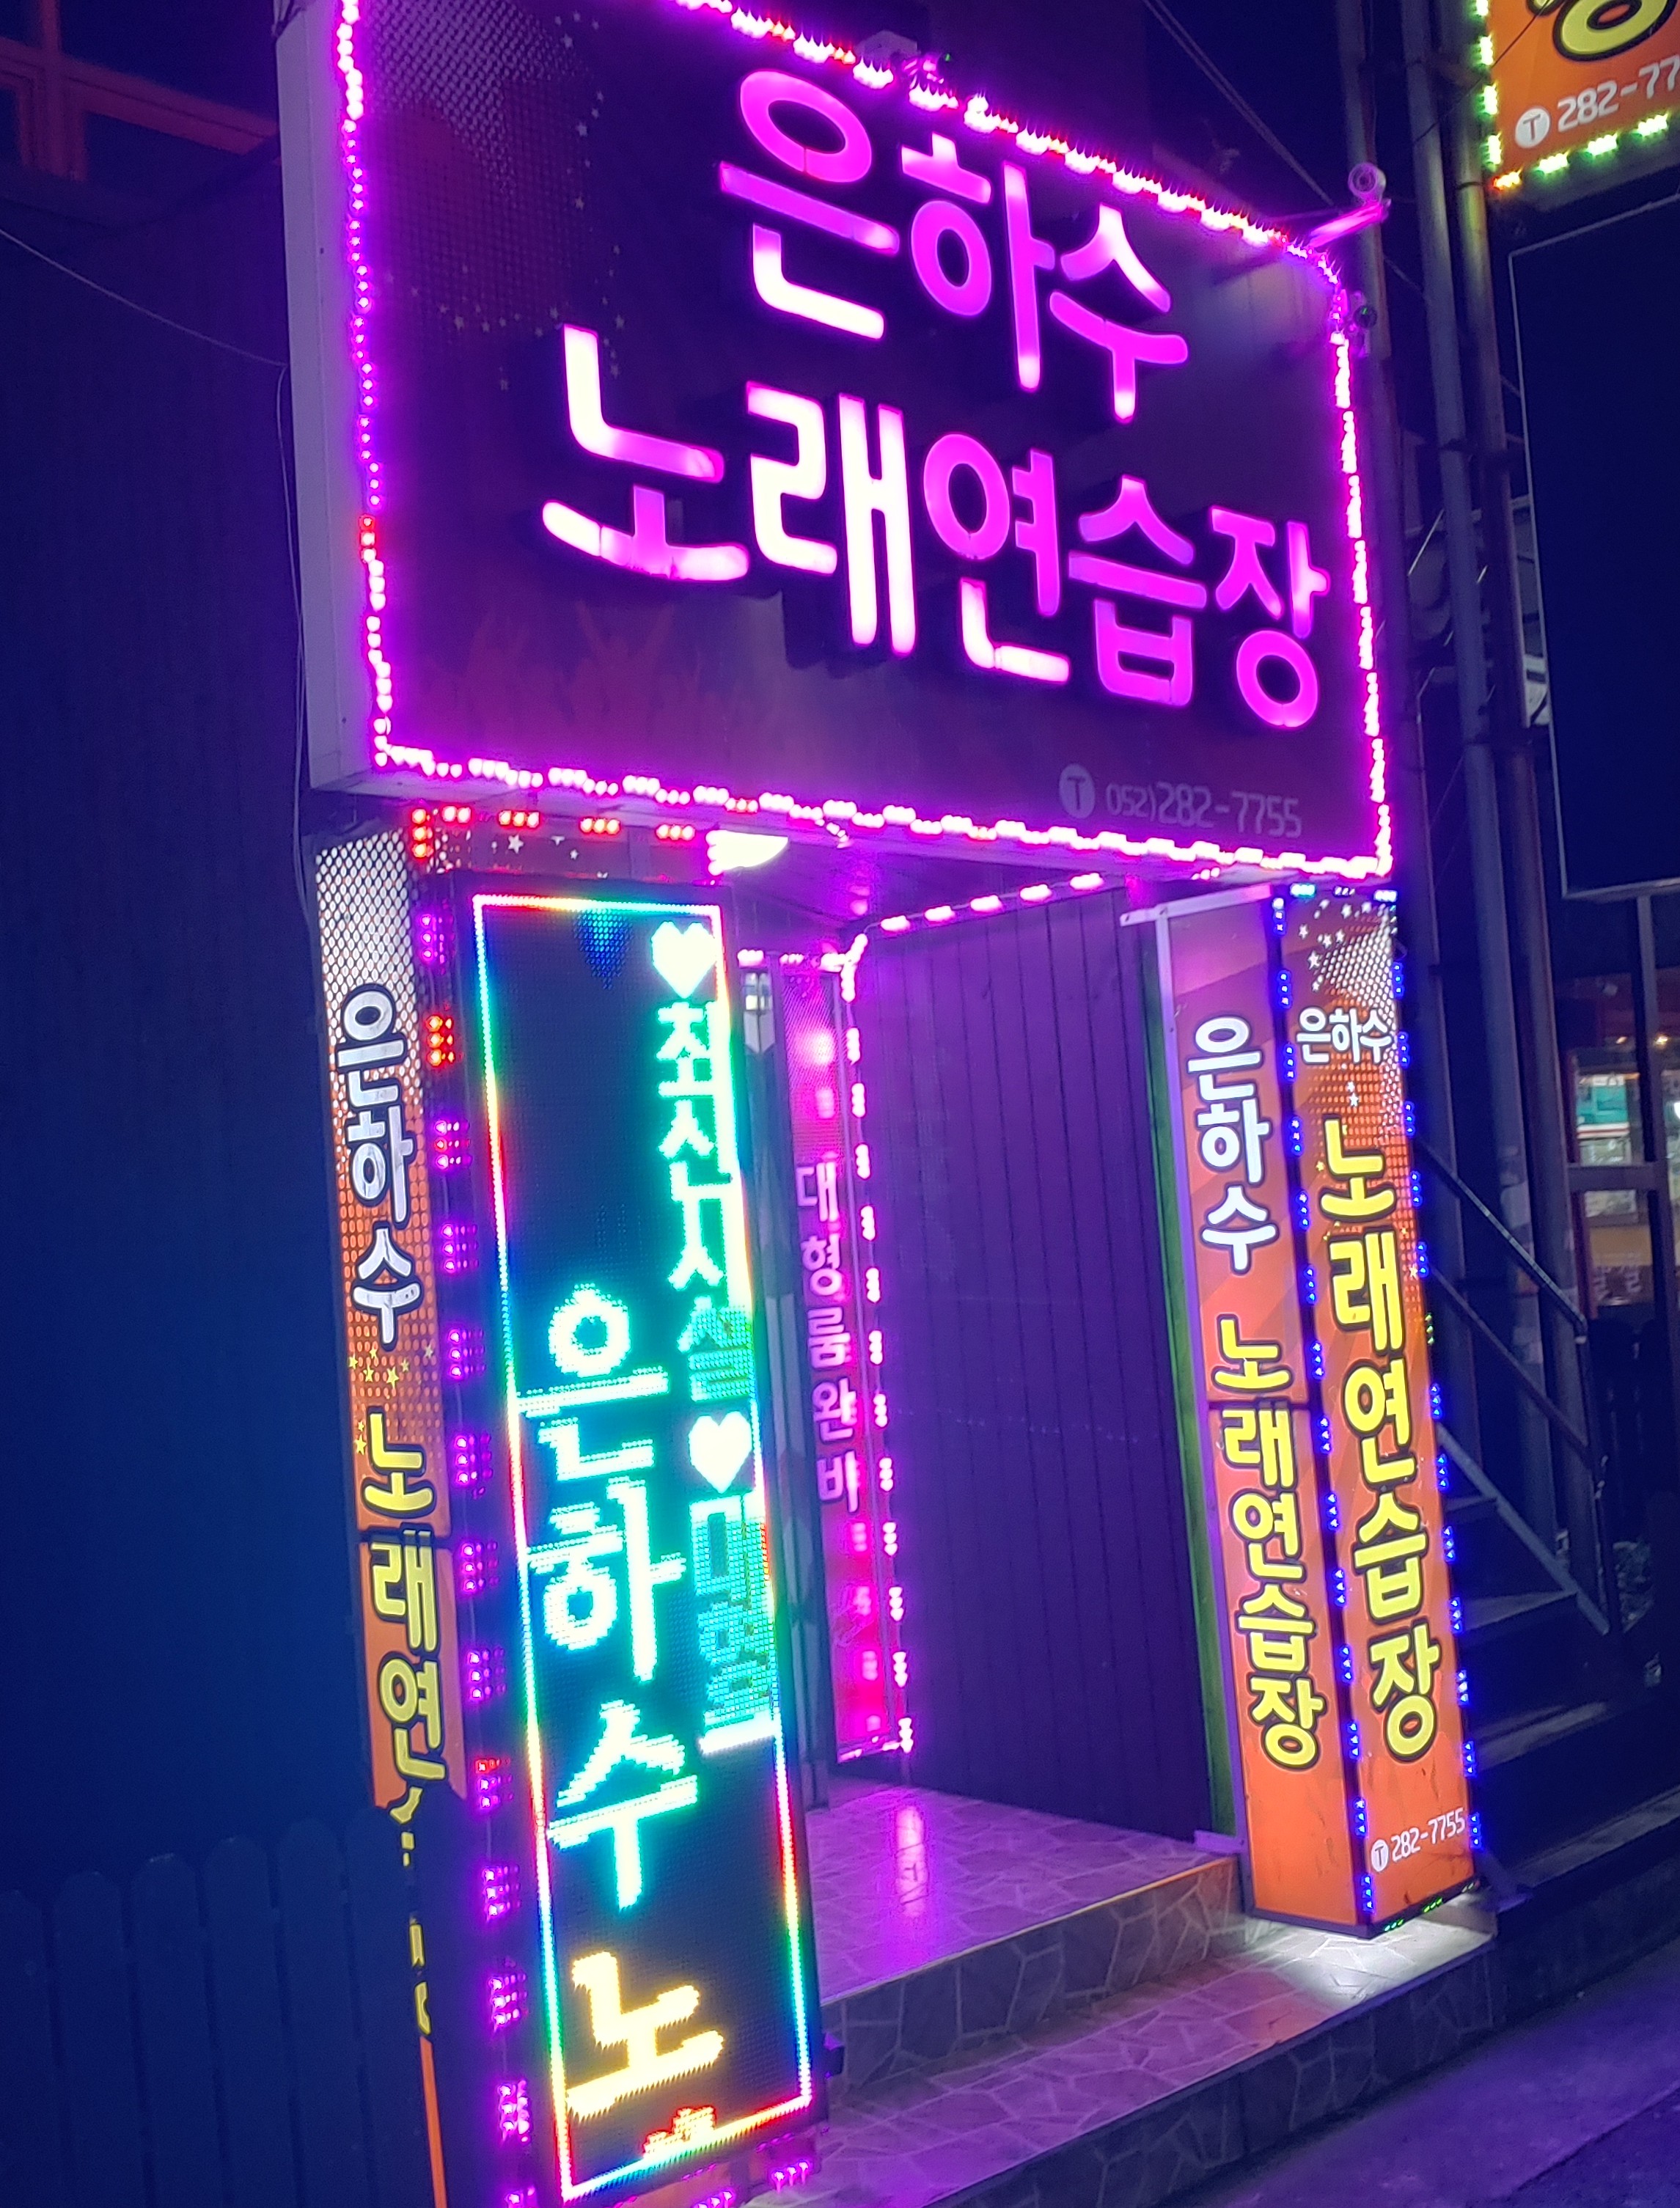 은하수
노래연습장
T 052)282-7755
T 282-77
은하수 노래연
♥최신시설♥
은하수 노
대형룸완비
은하수 노래연습장
은하수 노래연습장
T 282-7755